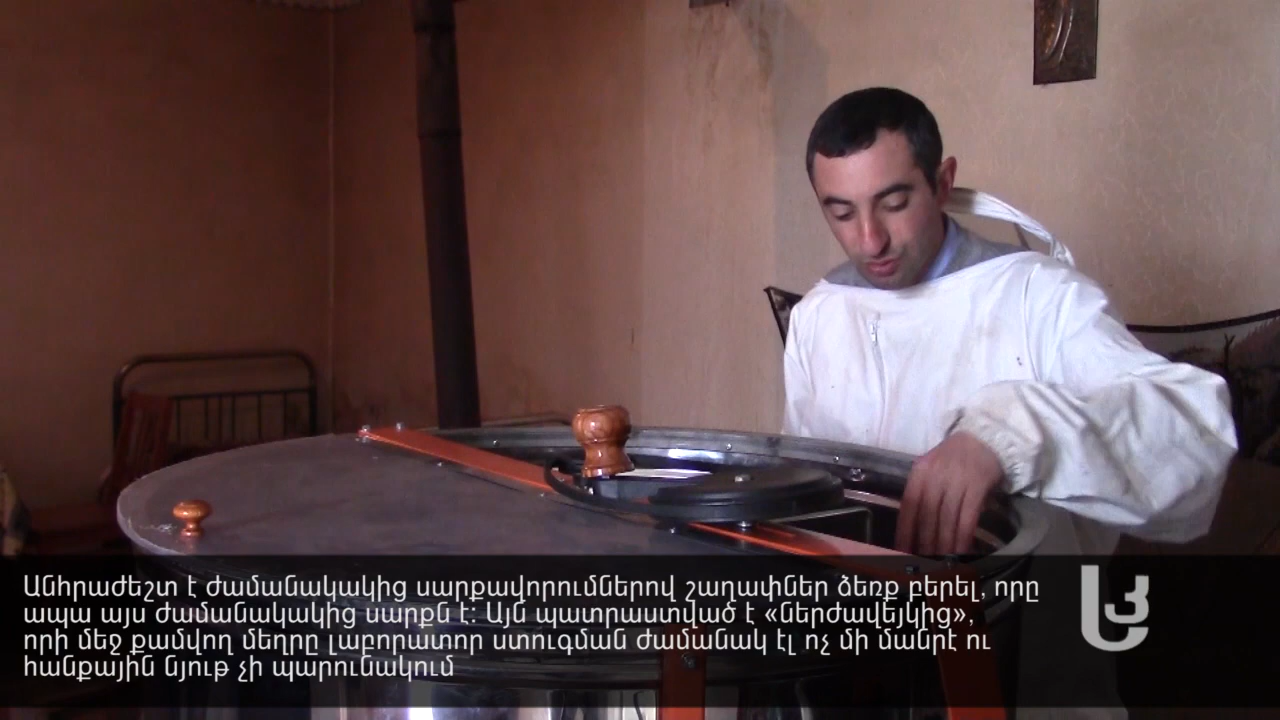 Անհրաժեշտ է ժամանակակից սարքավորումներով շաղափներ ձեռք բերել, որը
ապա այս ժամանակակից սարքն է: Այն պատրաստված է «ներժավեյկից»,
որի մեջ քամվող մեղրը լաբորատոր ստուգման ժամանակ էլ ոչ մի մանրէ ու
հանքային նյութ չի պարունակում